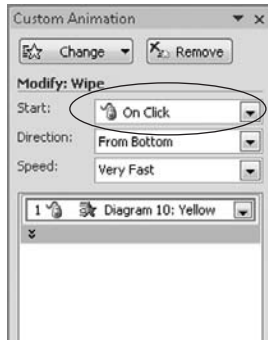 Custom Animation
Change Remove
Modify: Wipe
Start: On Click
Direction: From Bottom
Speed: Very Fast
1 Diagram 10: Yellow